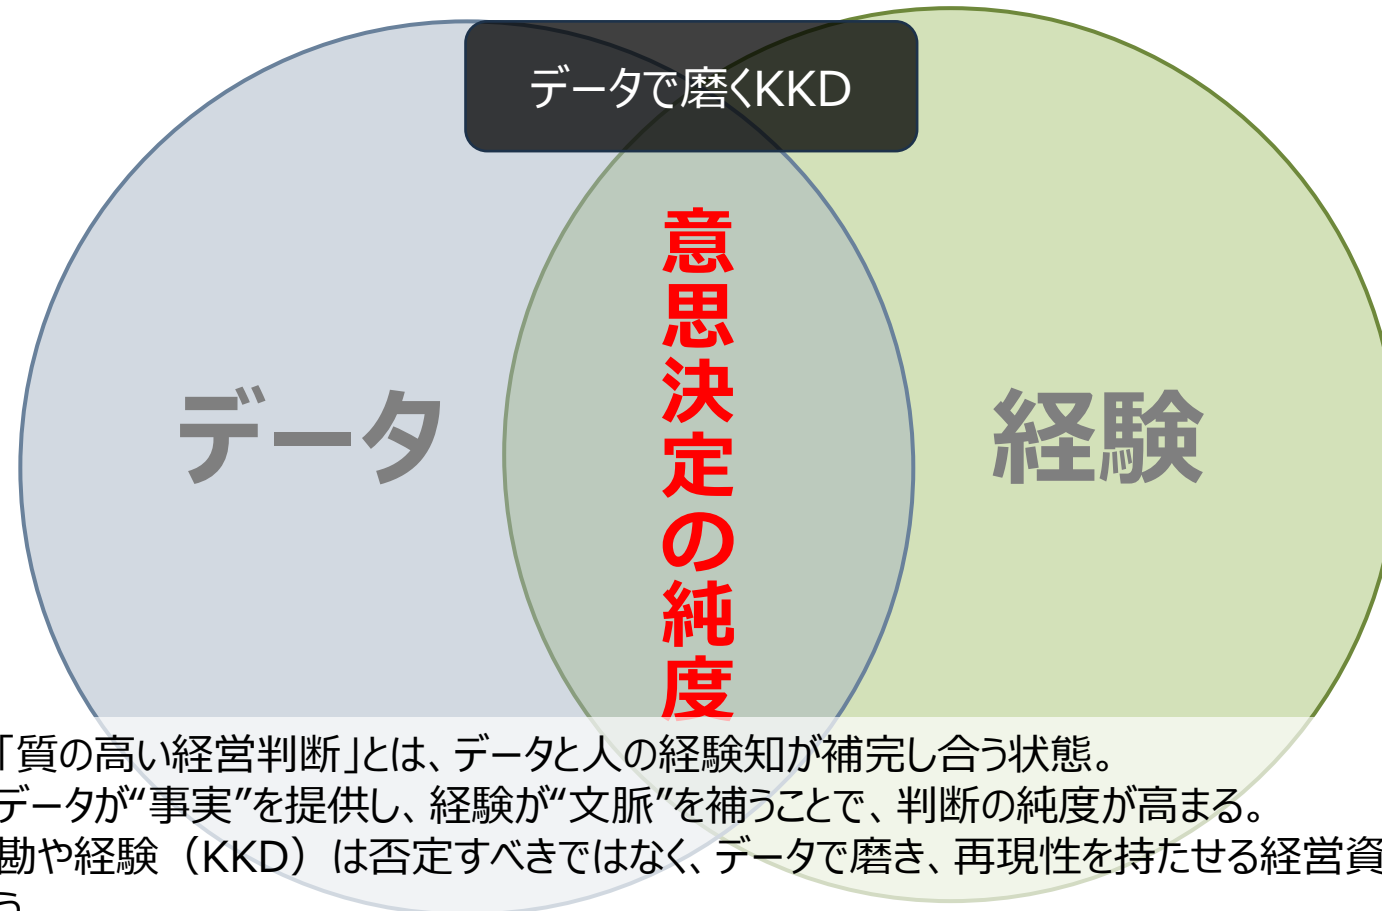 データで磨くKKD
意思決定の純度
データ
経験
「質の高い経営判断」とは、データと人の経験知が補完し合う状態。
データが“事実”を提供し、経験が“文脈”を補うことで、判断の純度が高まる。
勘や経験（KKD）は否定すべきではなく、データで磨き、再現性を持たせる経営資